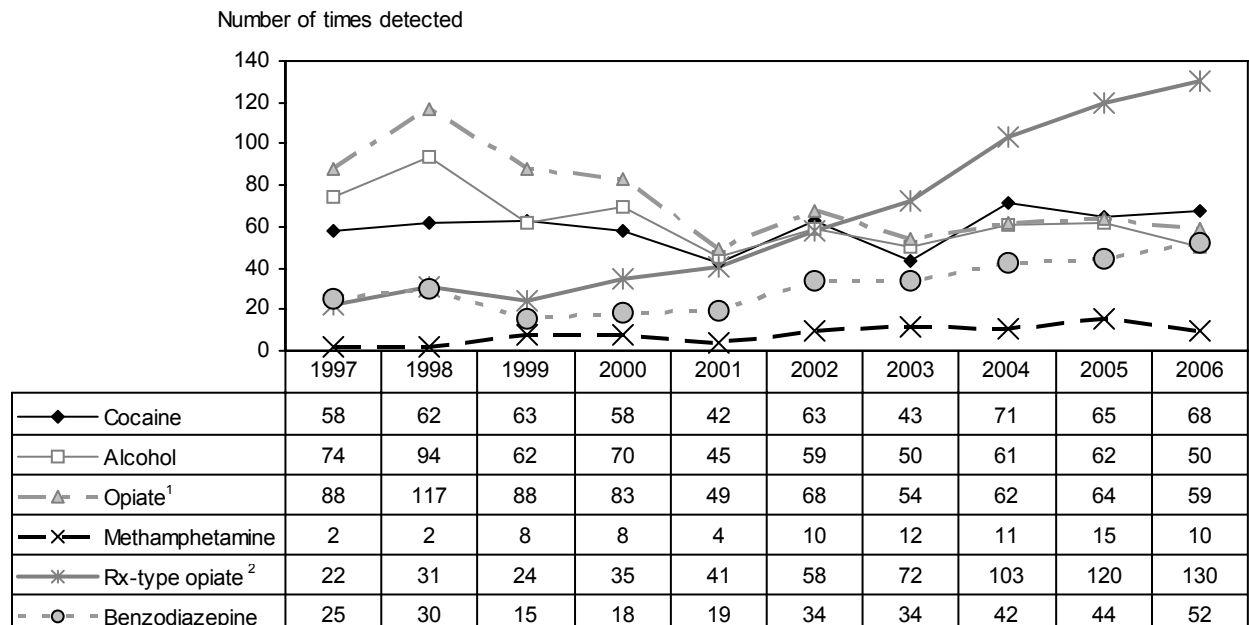 Number of times detected
140
120
100
80
60
40
20
0
1997 1998 1999 2000 2001 2002 2003 2004 2005 2006
Cocaine 58 62 63 58 42 63 43 71 65 68
Alcohol 74 94 62 70 45 59 50 61 62 50
Opiate¹ 88 117 88 83 49 68 54 62 64 59
Methamphetamine 2 2 8 8 4 10 12 11 15 10
Rx-type opiate² 22 31 24 35 41 58 72 103 120 130
Benzodiazepine 25 30 15 18 19 34 34 42 44 52